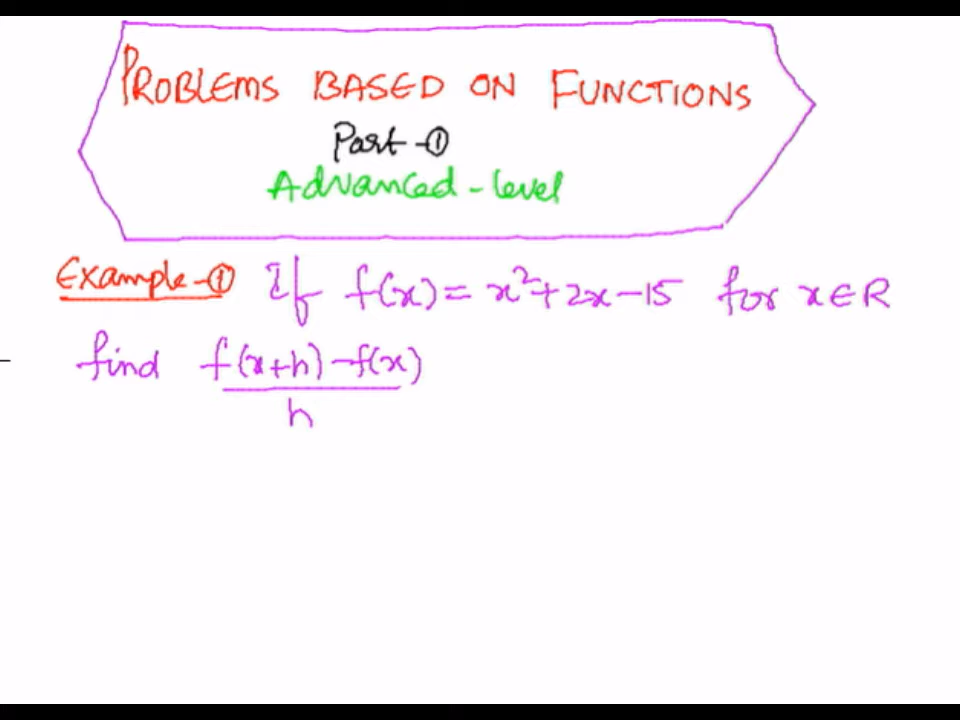 PROBLEMS BASED ON FUNCTIONS
Part-①
Advanced-level
Example-① If f(x) = x²+2x-15 for x∈R
find f(x+h)-f(x)
h